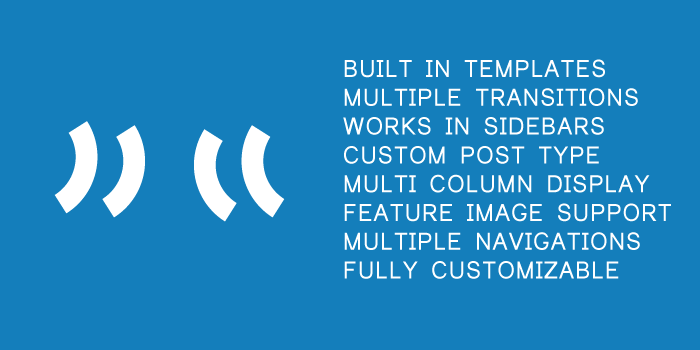 BUILT IN TEMPLATES
MULTIPLE TRANSITIONS
WORKS IN SIDEBARS
CUSTOM POST TYPE
MULTI COLUMN DISPLAY
FEATURE IMAGE SUPPORT
MULTIPLE NAVIGATIONS
FULLY CUSTOMIZABLE